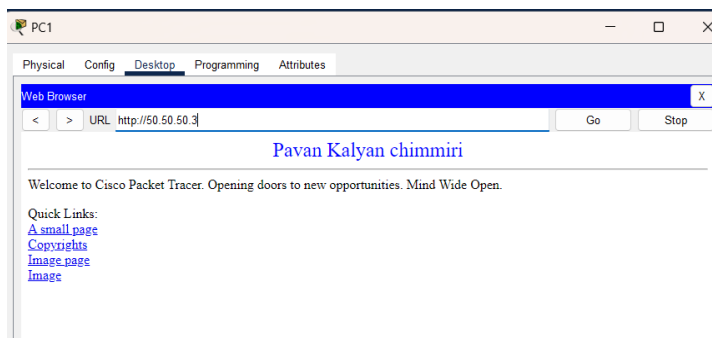 PC1
Physical Config Desktop Programming Attributes
Web Browser X
< > URL http://50.50.50.3 Go Stop
Pavan Kalyan chimmiri
Welcome to Cisco Packet Tracer. Opening doors to new opportunities. Mind Wide Open.
Quick Links:
A small page
Copyrights
Image page
Image